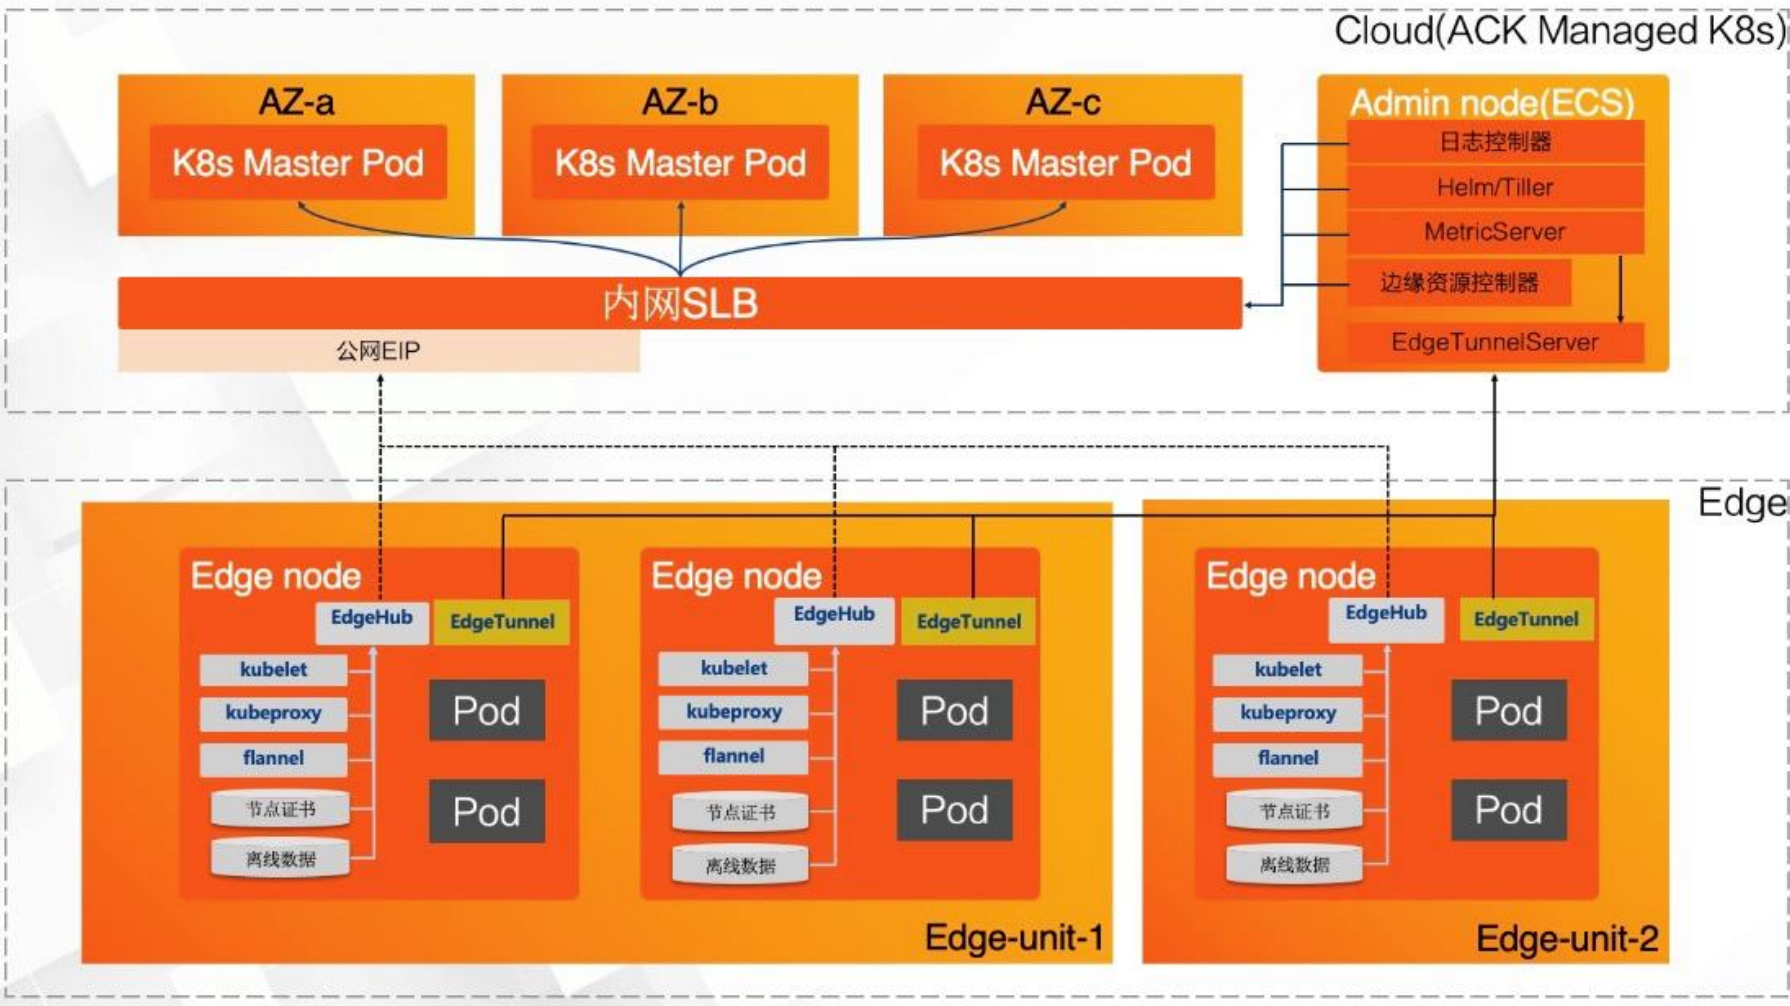 Cloud(ACK Managed K8s)
AZ-a
K8s Master Pod
AZ-b
K8s Master Pod
AZ-c
K8s Master Pod
Admin node(ECS)
日志控制器
Helm/Tiller
MetricServer
边缘资源控制器
EdgeTunnelServer
内网SLB
公网EIP
Edge
Edge node
EdgeHub
EdgeTunnel
kubelet
kubeproxy
flannel
节点证书
离线数据
Pod
Pod
Edge node
EdgeHub
EdgeTunnel
kubelet
kubeproxy
flannel
节点证书
离线数据
Pod
Pod
Edge-unit-1
Edge node
EdgeHub
EdgeTunnel
kubelet
kubeproxy
flannel
节点证书
离线数据
Pod
Pod
Edge-unit-2